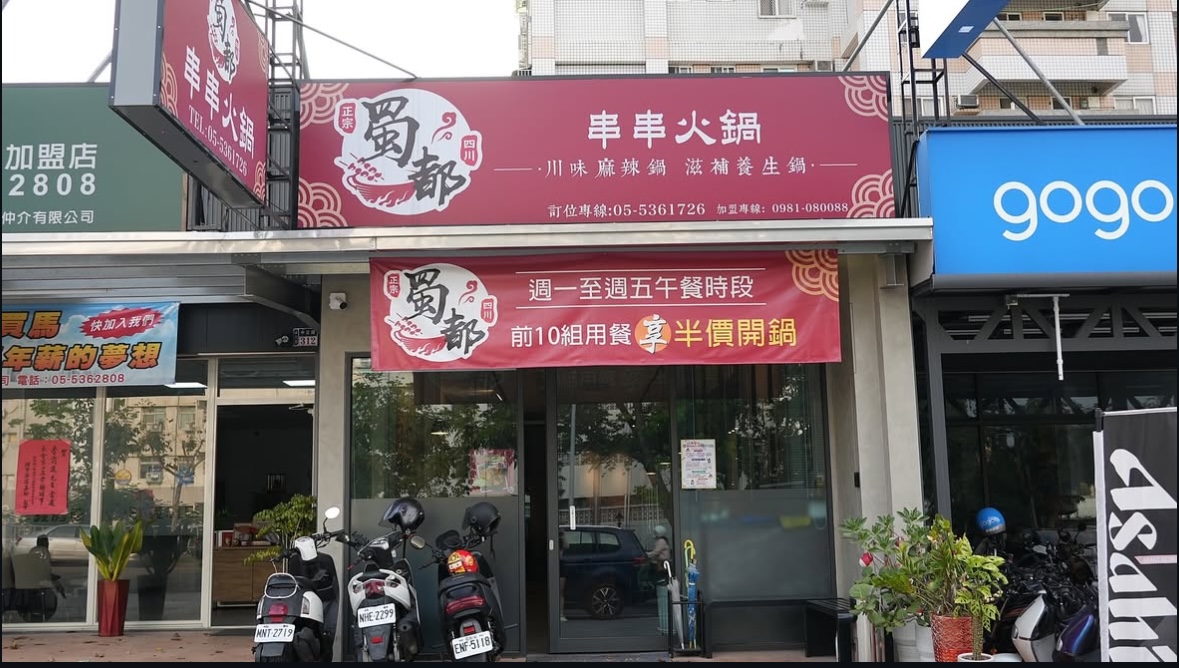 蜀都
串串火鍋
TEL:05-5361726
加盟店
2808
仲介有限公司
正宗
蜀都
四川
串串火鍋
川味麻辣鍋 滋補養生鍋
訂位專線:05-5361726 加盟專線: 0981-080088
gogo
正宗
蜀都
四川
週一至週五午餐時段
前10組用餐享半價開鍋
買馬
快加入我們
年薪的夢想
司 電話:05-5362808
312
MNT-2719
NHE-2299
ENF-5118
Asahi